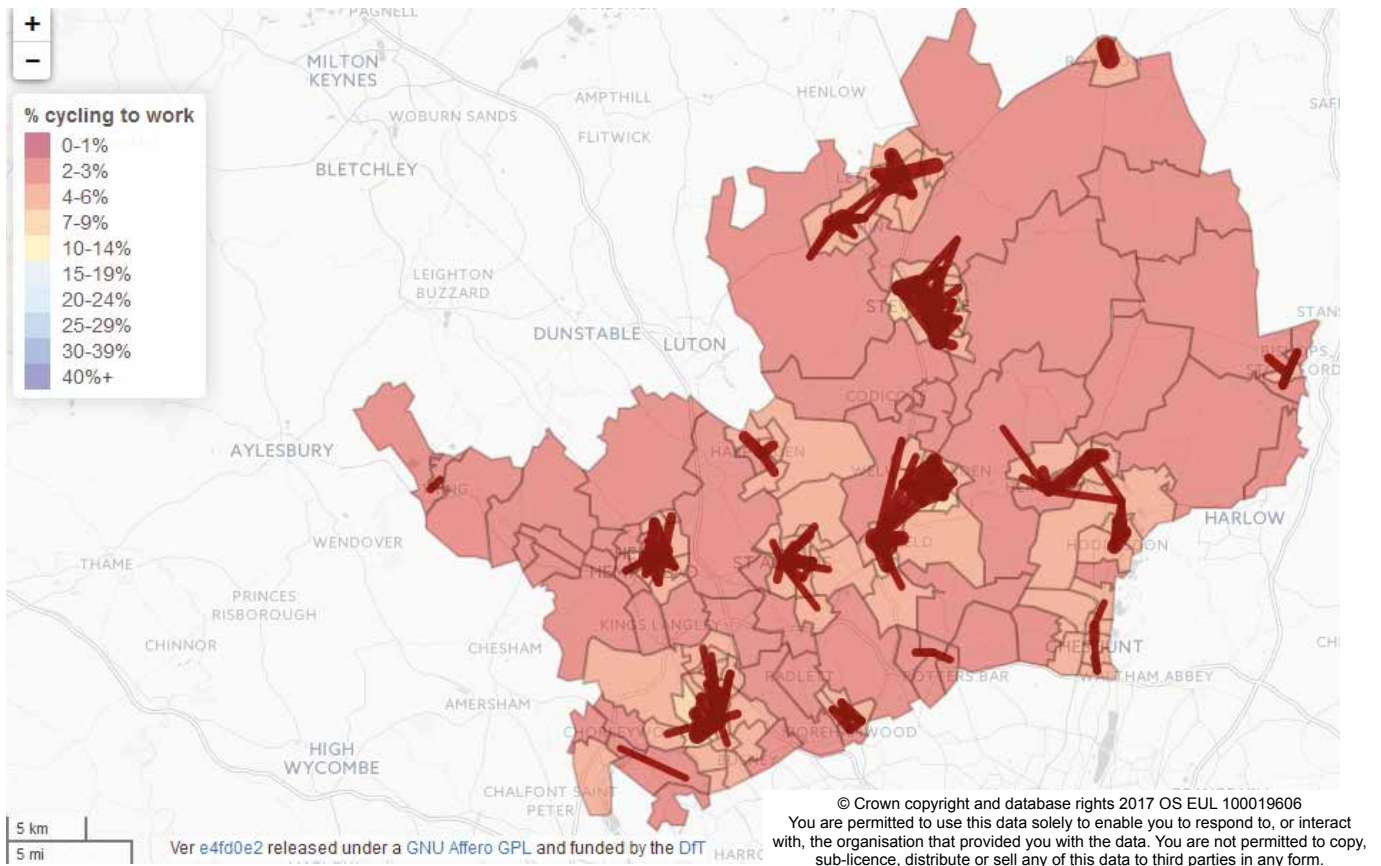 +
−
PAGNELL
MILTON
KEYNES
WOBURN SANDS
AMPTHILL
HENLOW
FLITWICK
BLETCHLEY
% cycling to work
0-1%
2-3%
4-6%
7-9%
10-14%
15-19%
20-24%
25-29%
30-39%
40%+
LEIGHTON
BUZZARD
DUNSTABLE
LUTON
CODICO
AYLESBURY
HARLOW
WENDOVER
THAME
PRINCES
RISBOROUGH
CHINNOR
CHESHAM
KINGS LANGLEY
RADLETT
POTTERS BAR
WALTHAM ABBEY
AMERSHAM
HIGH
WYCOMBE
CHALFONT SAINT
PETER
5 km
5 mi
Ver e4fd0e2 released under a GNU Affero GPL and funded by the DfT
HARRO
© Crown copyright and database rights 2017 OS EUL 100019606
You are permitted to use this data solely to enable you to respond to, or interact
with, the organisation that provided you with the data. You are not permitted to copy,
sub-licence, distribute or sell any of this data to third parties in any form.